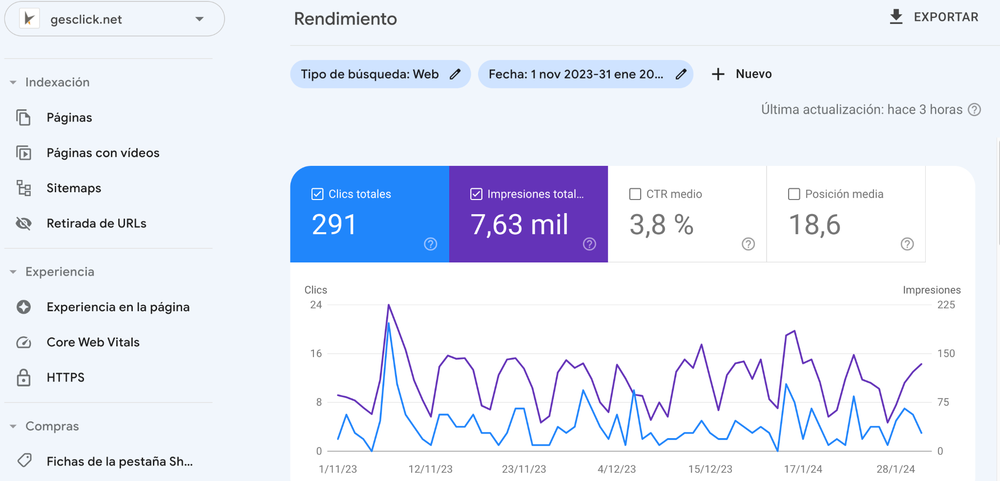 gesclick.net
Indexación
Páginas
Páginas con vídeos
Sitemaps
Retirada de URLs
Experiencia
Experiencia en la página
Core Web Vitals
HTTPS
Compras
Fichas de la pestaña Sh...
Rendimiento
EXPORTAR
Tipo de búsqueda: Web
Fecha: 1 nov 2023-31 ene 20...
Nuevo
Última actualización: hace 3 horas
Clics totales
291
Impresiones total...
7,63 mil
CTR medio
3,8 %
Posición media
18,6
Clics
Impresiones
24
225
16
150
8
75
0
0
1/11/23
12/11/23
23/11/23
4/12/23
15/12/23
17/1/24
28/1/24